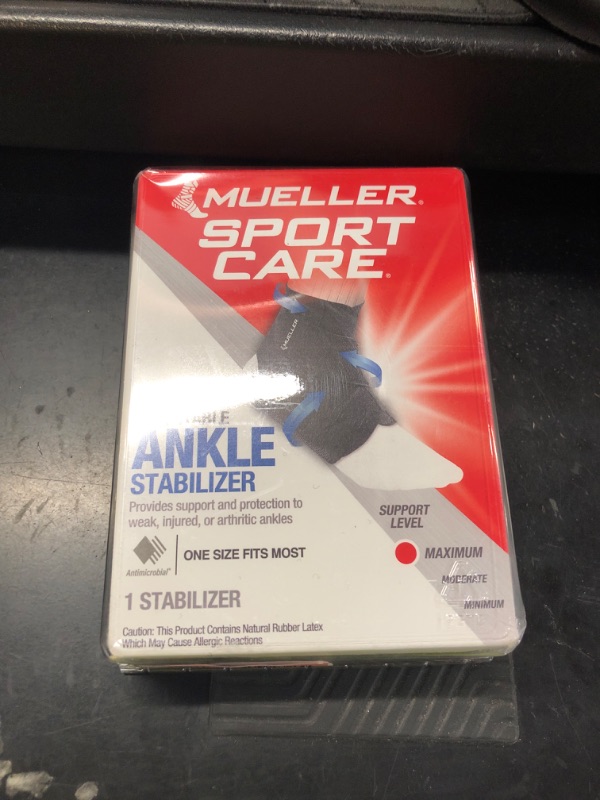 MUELLER®
SPORT
CARE®
MUELLER
ANKLE
STABILIZER
Provides support and protection to
weak, injured, or arthritic ankles
Antimicrobial*
ONE SIZE FITS MOST
1 STABILIZER
Caution: This Product Contains Natural Rubber Latex
Which May Cause Allergic Reactions
SUPPORT
LEVEL
MAXIMUM
MODERATE
MINIMUM